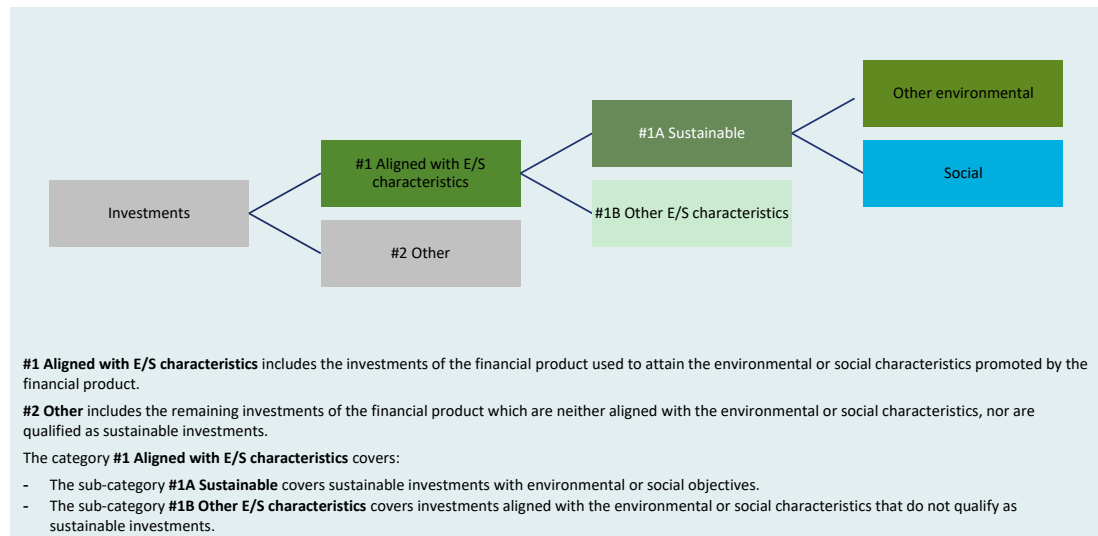 Other environmental
#1A Sustainable
#1 Aligned with E/S
characteristics
Social
Investments
#1B Other E/S characteristics
#2 Other
#1 Aligned with E/S characteristics includes the investments of the financial product used to attain the environmental or social characteristics promoted by the
financial product.
#2 Other includes the remaining investments of the financial product which are neither aligned with the environmental or social characteristics, nor are
qualified as sustainable investments.
The category #1 Aligned with E/S characteristics covers:
- The sub-category #1A Sustainable covers sustainable investments with environmental or social objectives.
- The sub-category #1B Other E/S characteristics covers investments aligned with the environmental or social characteristics that do not qualify as
sustainable investments.